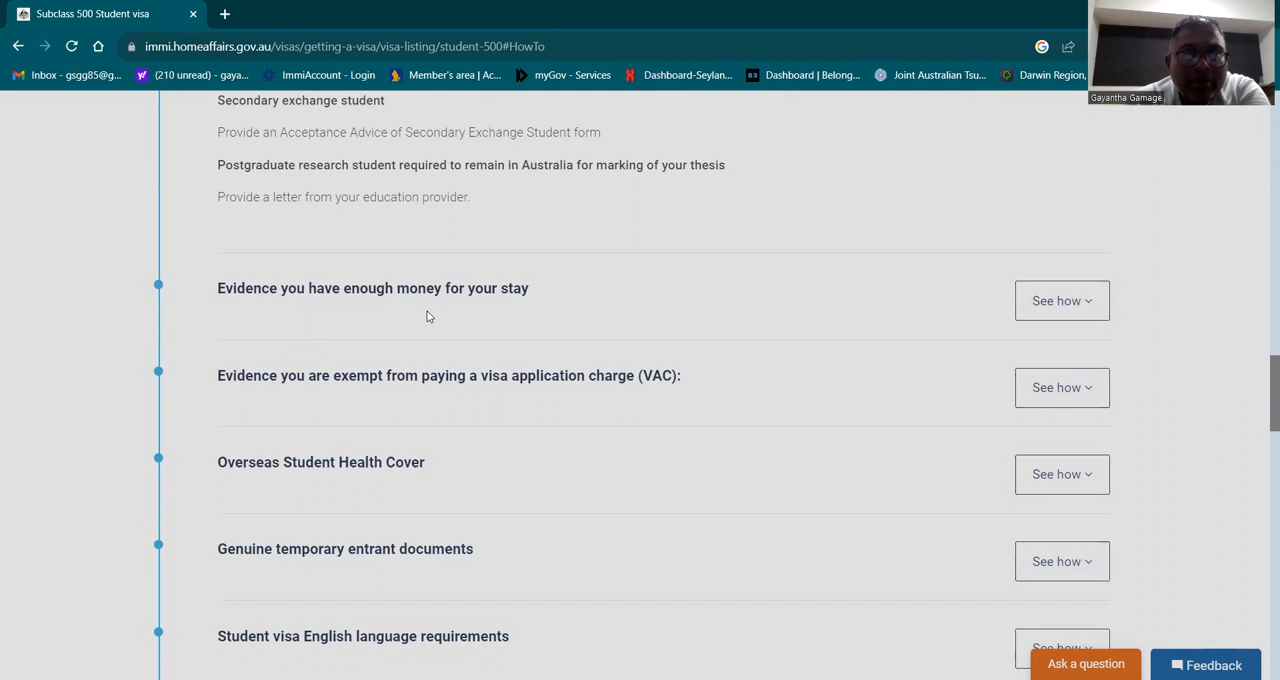 Subclass 500 Student visa
immi.homeaffairs.gov.au/visas/getting-a-visa/visa-listing/student-500#HowTo
Inbox - gsgg85@g... (210 unread) - gaya... ImmiAccount - Login Member's area | Ac... myGov - Services Dashboard-Seylan... Dashboard | Belong... Joint Australian Tsu... Darwin Region,
Gayantha Gamage
Secondary exchange student
Provide an Acceptance Advice of Secondary Exchange Student form
Postgraduate research student required to remain in Australia for marking of your thesis
Provide a letter from your education provider.
Evidence you have enough money for your stay
See how
Evidence you are exempt from paying a visa application charge (VAC):
See how
Overseas Student Health Cover
See how
Genuine temporary entrant documents
See how
Student visa English language requirements
See how
Ask a question
Feedback